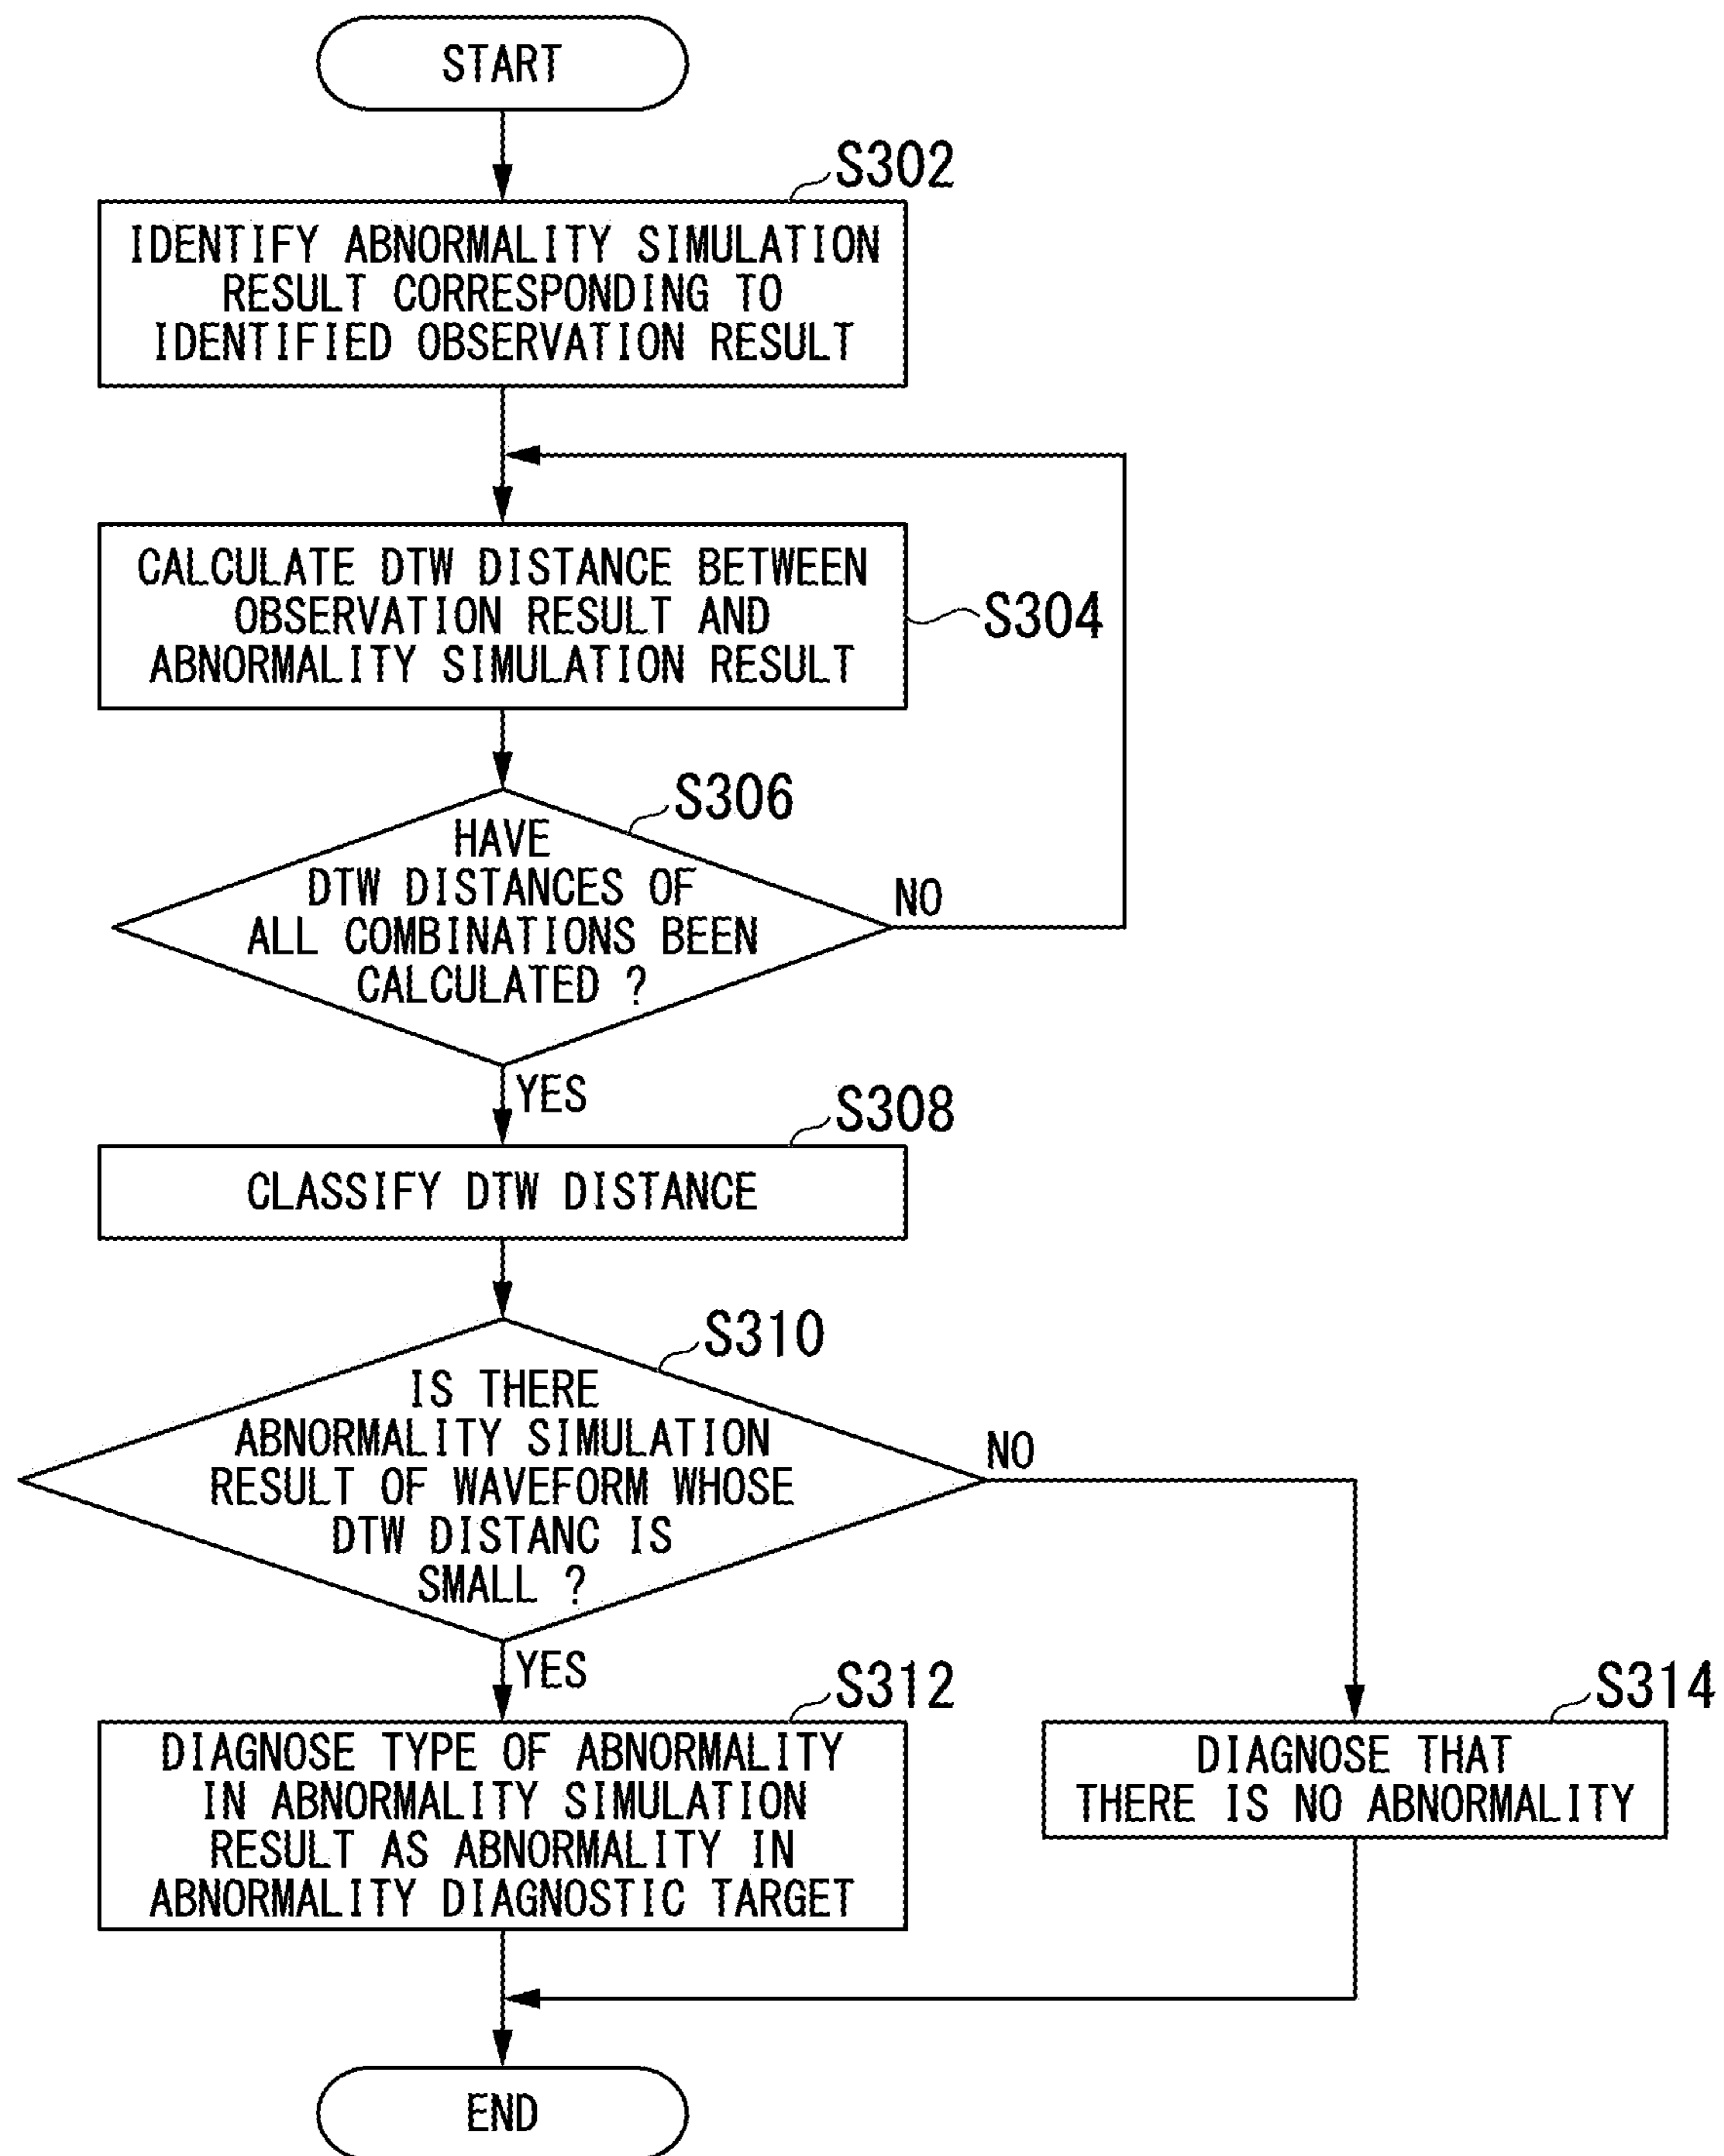 START
S302
IDENTIFY ABNORMALITY SIMULATION
RESULT CORRESPONDING TO
IDENTIFIED OBSERVATION RESULT
CALCULATE DTW DISTANCE BETWEEN
OBSERVATION RESULT AND
ABNORMALITY SIMULATION RESULT
S304
S306
HAVE
DTW DISTANCES OF
ALL COMBINATIONS BEEN
CALCULATED ?
NO
YES
S308
CLASSIFY DTW DISTANCE
S310
IS THERE
ABNORMALITY SIMULATION
RESULT OF WAVEFORM WHOSE
DTW DISTANC IS
SMALL ?
NO
YES
S312
DIAGNOSE TYPE OF ABNORMALITY
IN ABNORMALITY SIMULATION
RESULT AS ABNORMALITY IN
ABNORMALITY DIAGNOSTIC TARGET
S314
DIAGNOSE THAT
THERE IS NO ABNORMALITY
END